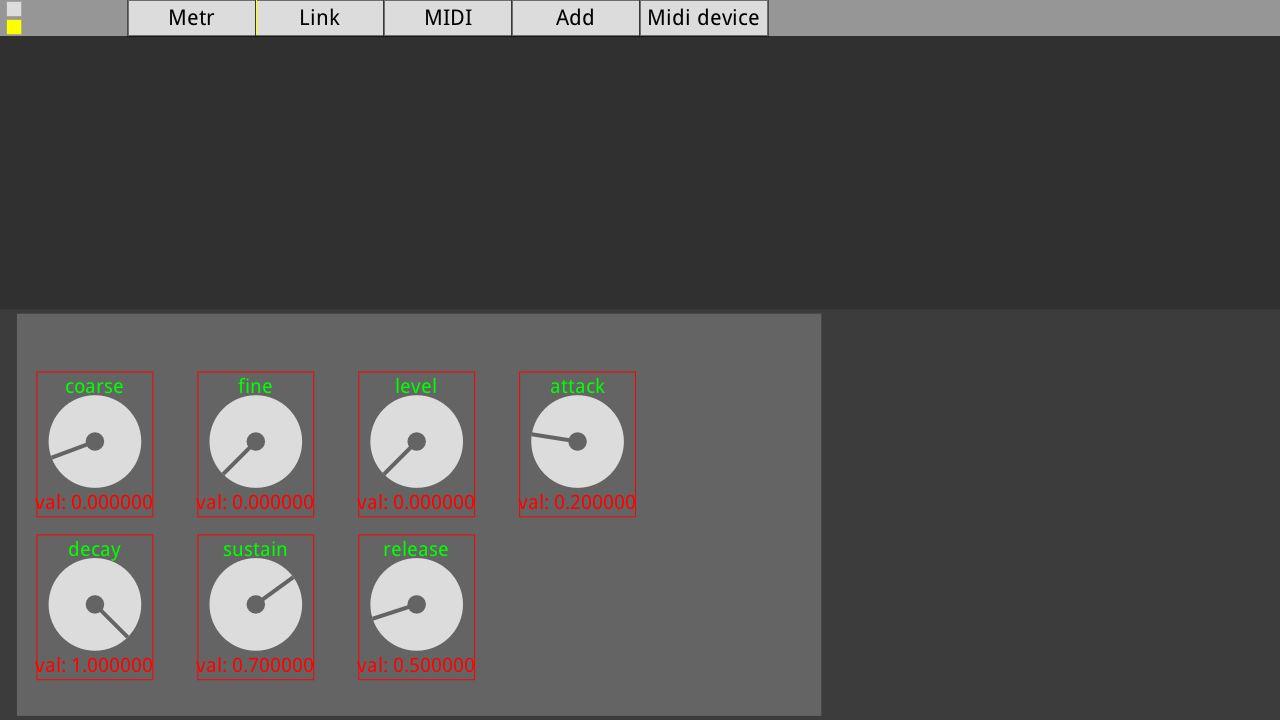 Metr Link MIDI Add Midi device
coarse fine level attack
val: 0.000000 val: 0.000000 val: 0.000000 val: 0.200000
decay sustain release
val: 1.000000 val: 0.700000 val: 0.500000